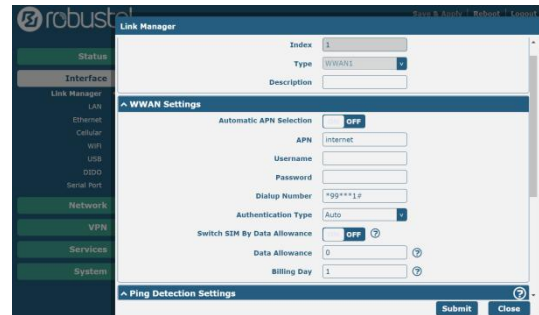 robustel
Save & Apply | Reboot | Logout
Link Manager
Status
Interface
Link Manager
LAN
Ethernet
Cellular
WiFi
USB
DIDO
Serial Port
Network
VPN
Services
System
Index 1
Type WWAN1 v
Description
^ WWAN Settings
Automatic APN Selection OFF
APN internet
Username
Password
Dialup Number *99***1#
Authentication Type Auto v
Switch SIM By Data Allowance OFF ?
Data Allowance 0 ?
Billing Day 1 ?
^ Ping Detection Settings ?
Submit Close